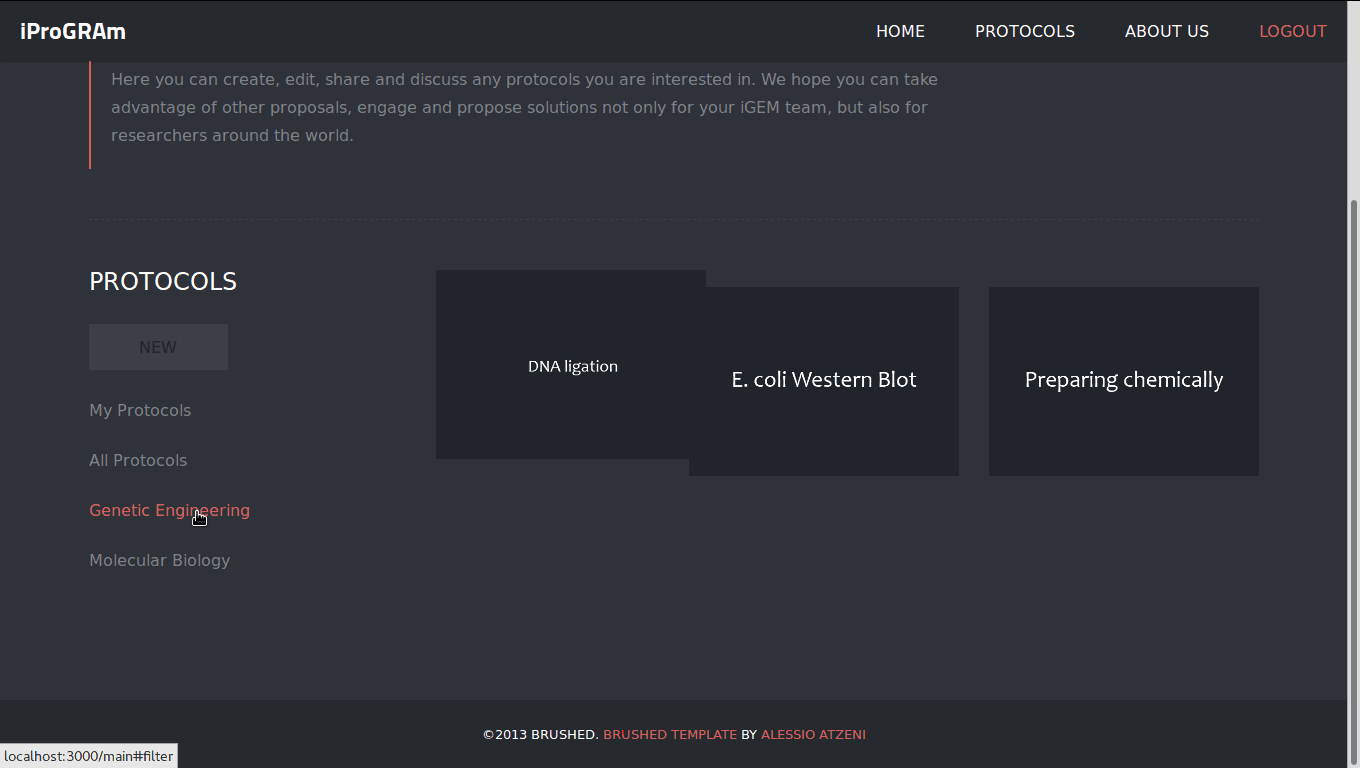 iProGRAm
HOME PROTOCOLS ABOUT US LOGOUT
Here you can create, edit, share and discuss any protocols you are interested in. We hope you can take
advantage of other proposals, engage and propose solutions not only for your iGEM team, but also for
researchers around the world.
PROTOCOLS
NEW
My Protocols
All Protocols
Genetic Engineering
Molecular Biology
DNA ligation
E. coli Western Blot
Preparing chemically
©2013 BRUSHED. BRUSHED TEMPLATE BY ALESSIO ATZENI
localhost:3000/main#filter